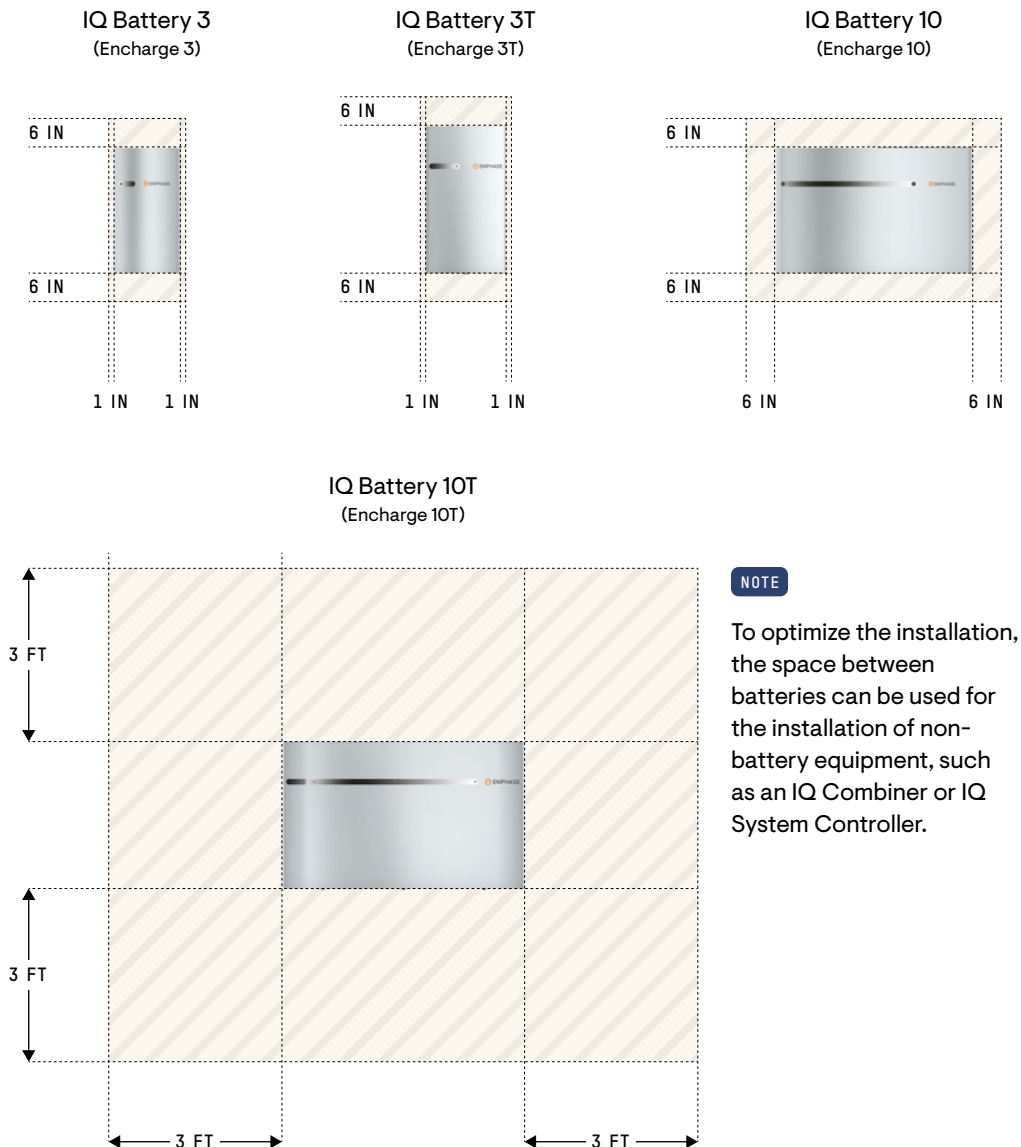 IQ Battery 3
(Encharge 3)
IQ Battery 3T
(Encharge 3T)
IQ Battery 10
(Encharge 10)
6 IN
6 IN
1 IN 1 IN
ENPHASE
6 IN
6 IN
1 IN 1 IN
ENPHASE
6 IN
6 IN
6 IN 6 IN
ENPHASE
IQ Battery 10T
(Encharge 10T)
3 FT
3 FT
3 FT 3 FT
ENPHASE
NOTE
To optimize the installation,
the space between
batteries can be used for
the installation of non-
battery equipment, such
as an IQ Combiner or IQ
System Controller.